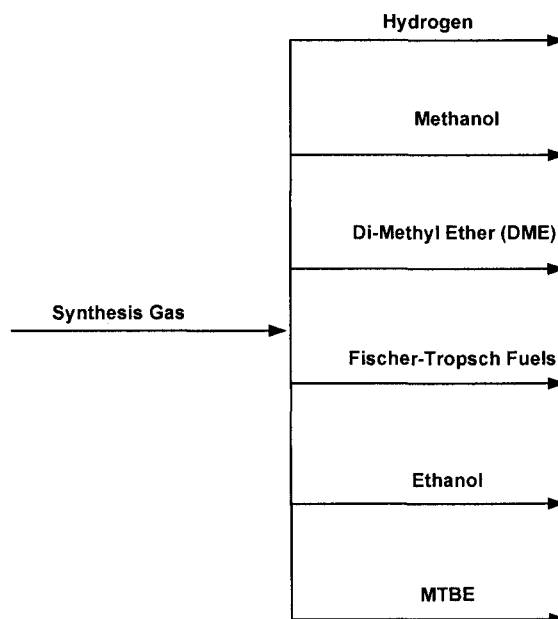 Hydrogen
Methanol
Di-Methyl Ether (DME)
Synthesis Gas
Fischer-Tropsch Fuels
Ethanol
MTBE